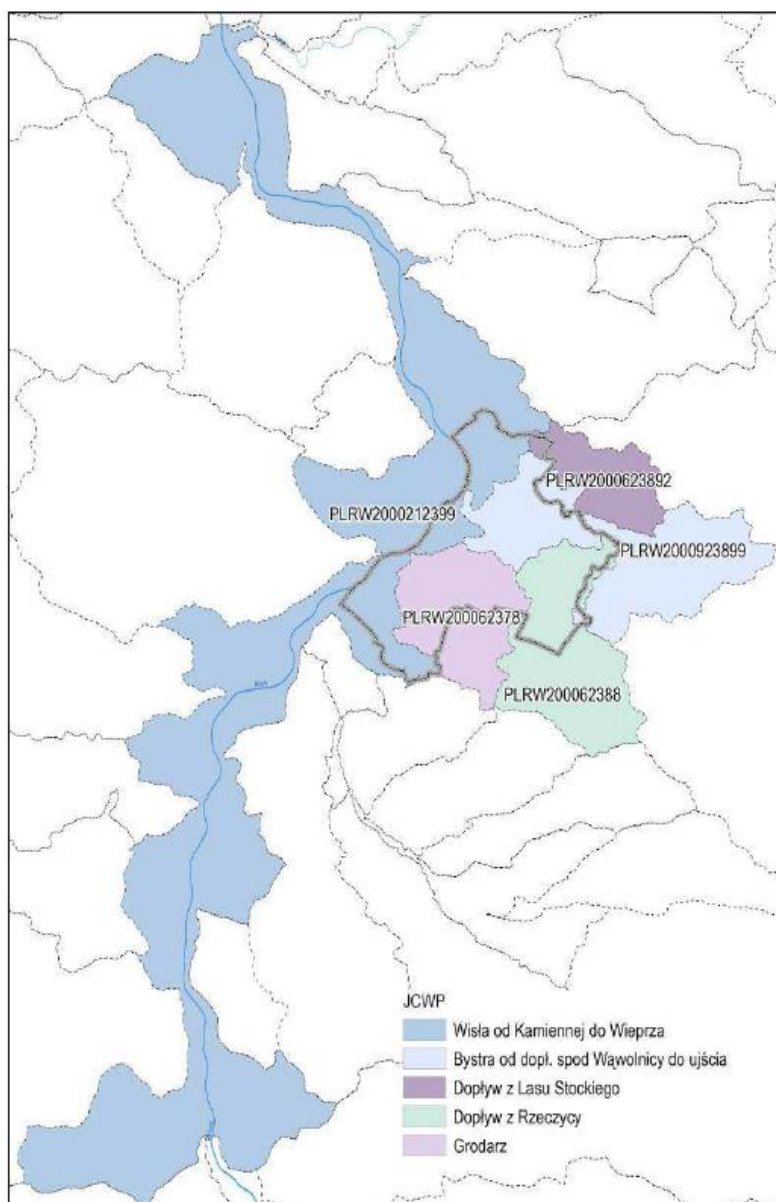 PLRW2000623892
PLRW2000212399
PLRW2000923899
PLRW200062378
PLRW200062388
JCWP
Wisła od Kamiennej do Wieprza
Bystra od dopł. spod Wąwolnicy do ujścia
Dopływ z Lasu Stockiego
Dopływ z Rzeczycy
Grodarz